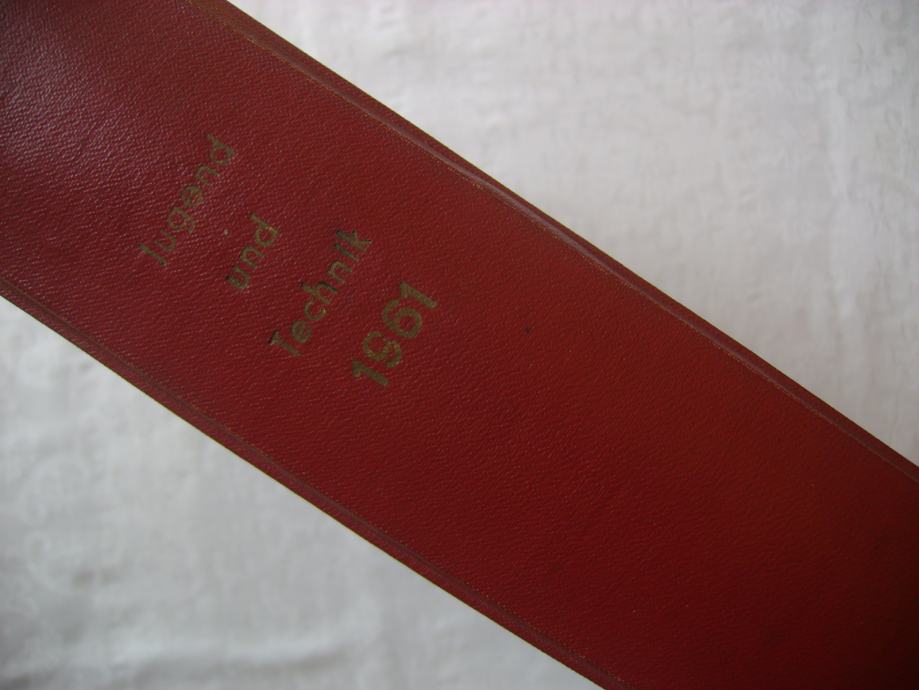 Jugend
und
Technik
1961